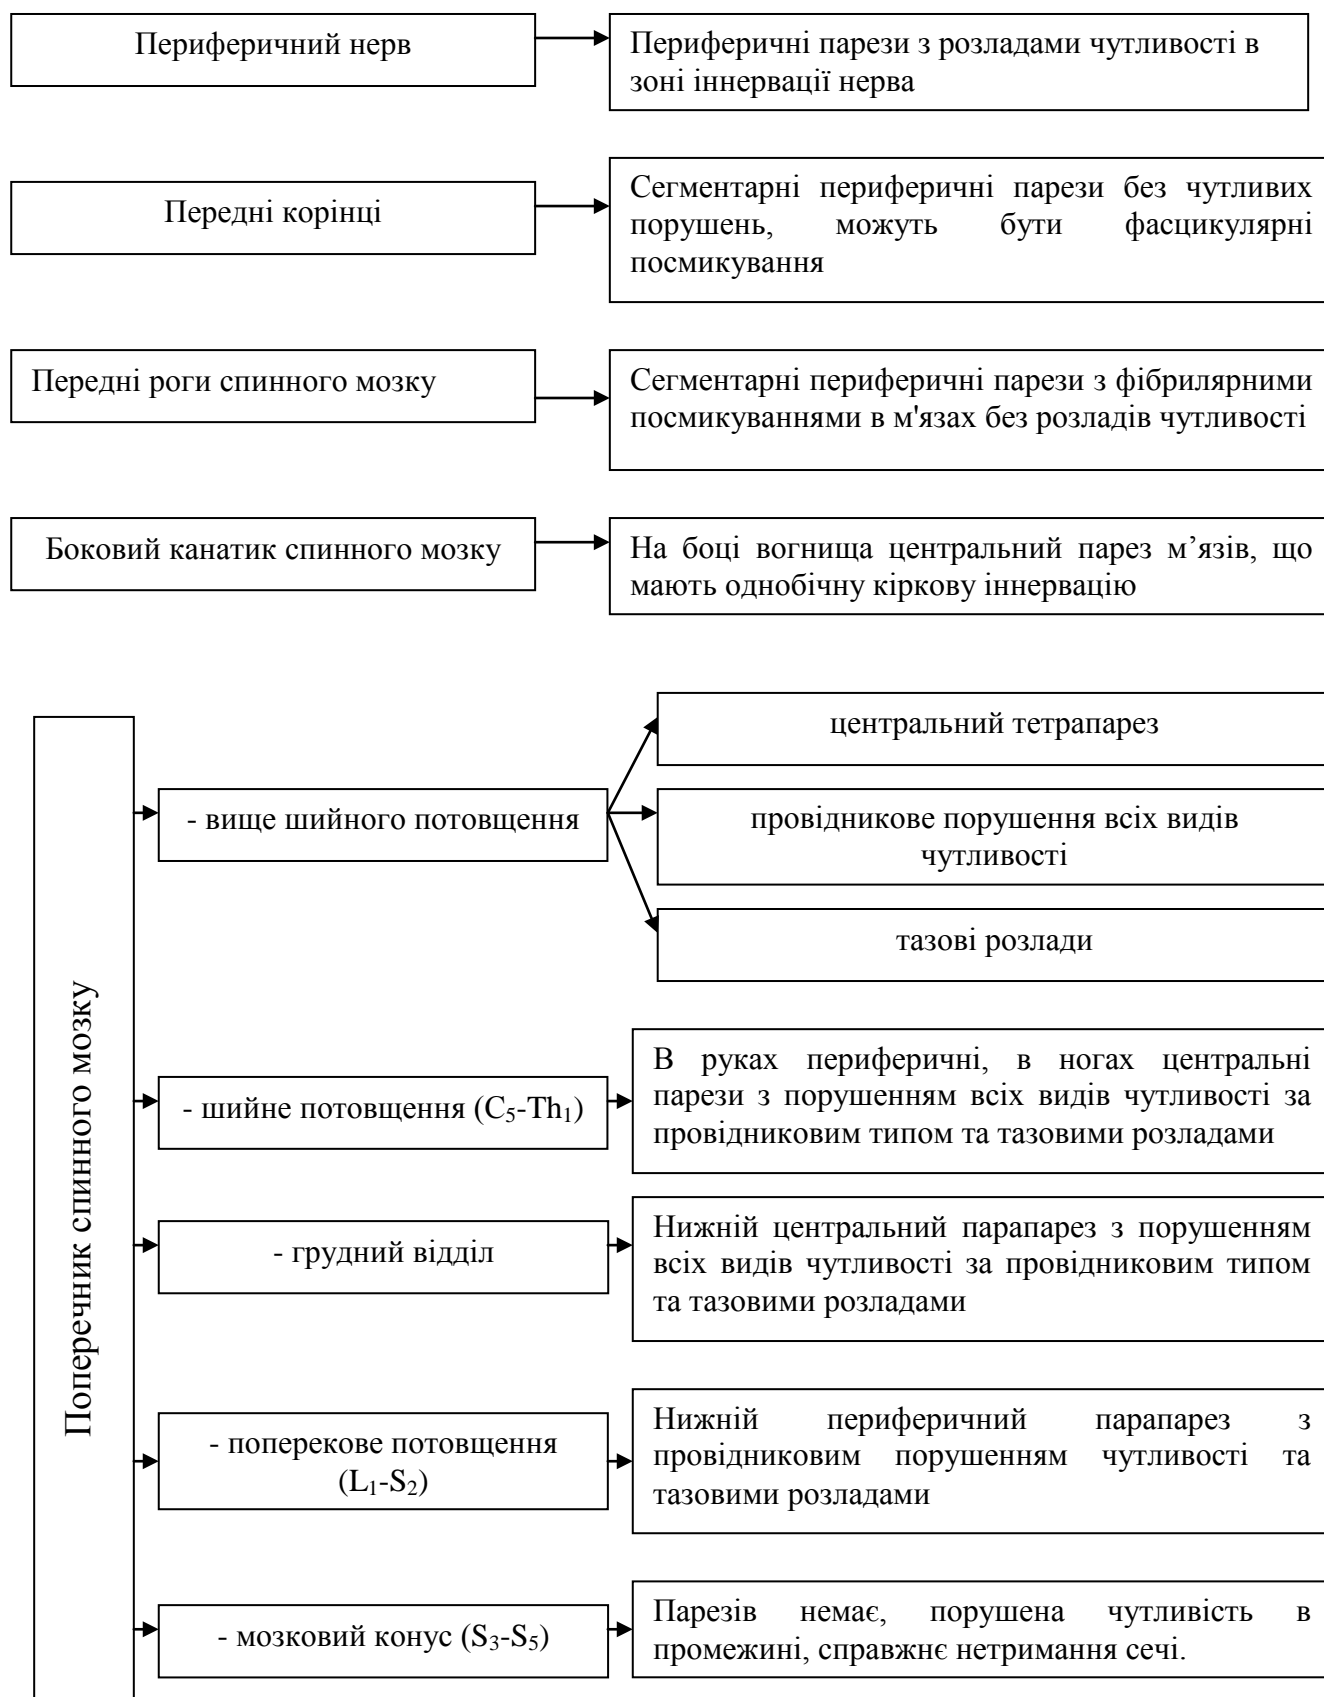 Периферичний нерв
Периферичні парези з розладами чутливості в
зоні іннервації нерва
Передні корінці
Сегментарні периферичні парези без чутливих
порушень, можуть бути фасцикулярні
посмикування
Передні роги спинного мозку
Сегментарні периферичні парези з фібрилярними
посмикуваннями в м'язах без розладів чутливості
Боковий канатик спинного мозку
На боці вогнища центральний парез м’язів, що
мають однобічну кіркову іннервацію
Поперечник спинного мозку
- вище шийного потовщення
центральний тетрапарез
провідникове порушення всіх видів
чутливості
тазові розлади
- шийне потовщення (C₅-Th₁)
В руках периферичні, в ногах центральні
парези з порушенням всіх видів чутливості за
провідниковим типом та тазовими розладами
- грудний відділ
Нижній центральний парапарез з порушенням
всіх видів чутливості за провідниковим типом
та тазовими розладами
- поперекове потовщення
(L₁-S₂)
Нижній периферичний парапарез з
провідниковим порушенням чутливості та
тазовими розладами
- мозковий конус (S₃-S₅)
Парезів немає, порушена чутливість в
промежині, справжнє нетримання сечі.